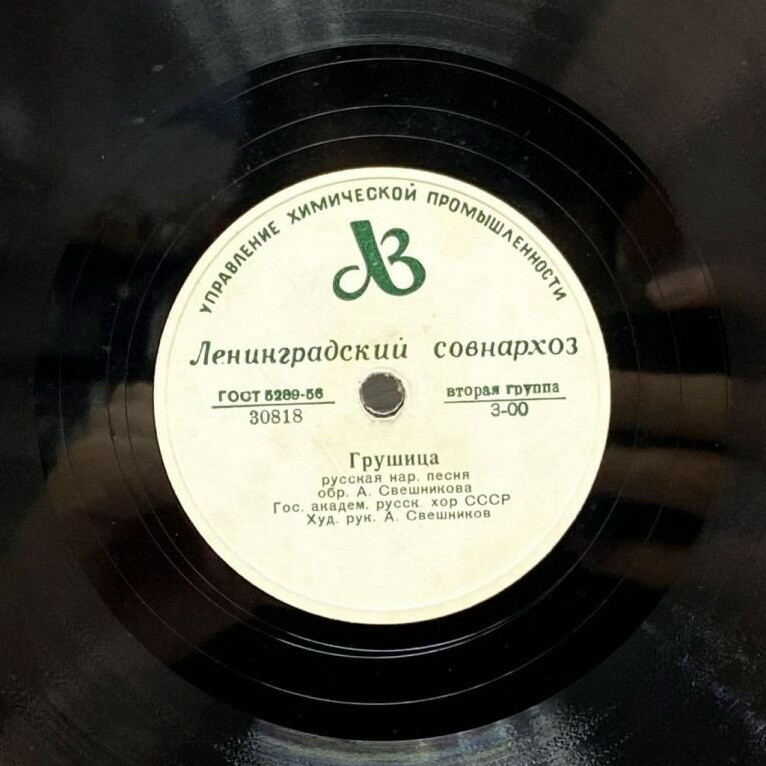 УПРАВЛЕНИЕ ХИМИЧЕСКОЙ ПРОМЫШЛЕННОСТИ
ЛЗ
Ленинградский совнархоз
ГОСТ 5289-56
30818
вторая группа
3-00
Грушица
русская нар. песня
обр. А. Свешникова
Гос. академ. русск. хор СССР
Худ. рук. А. Свешников